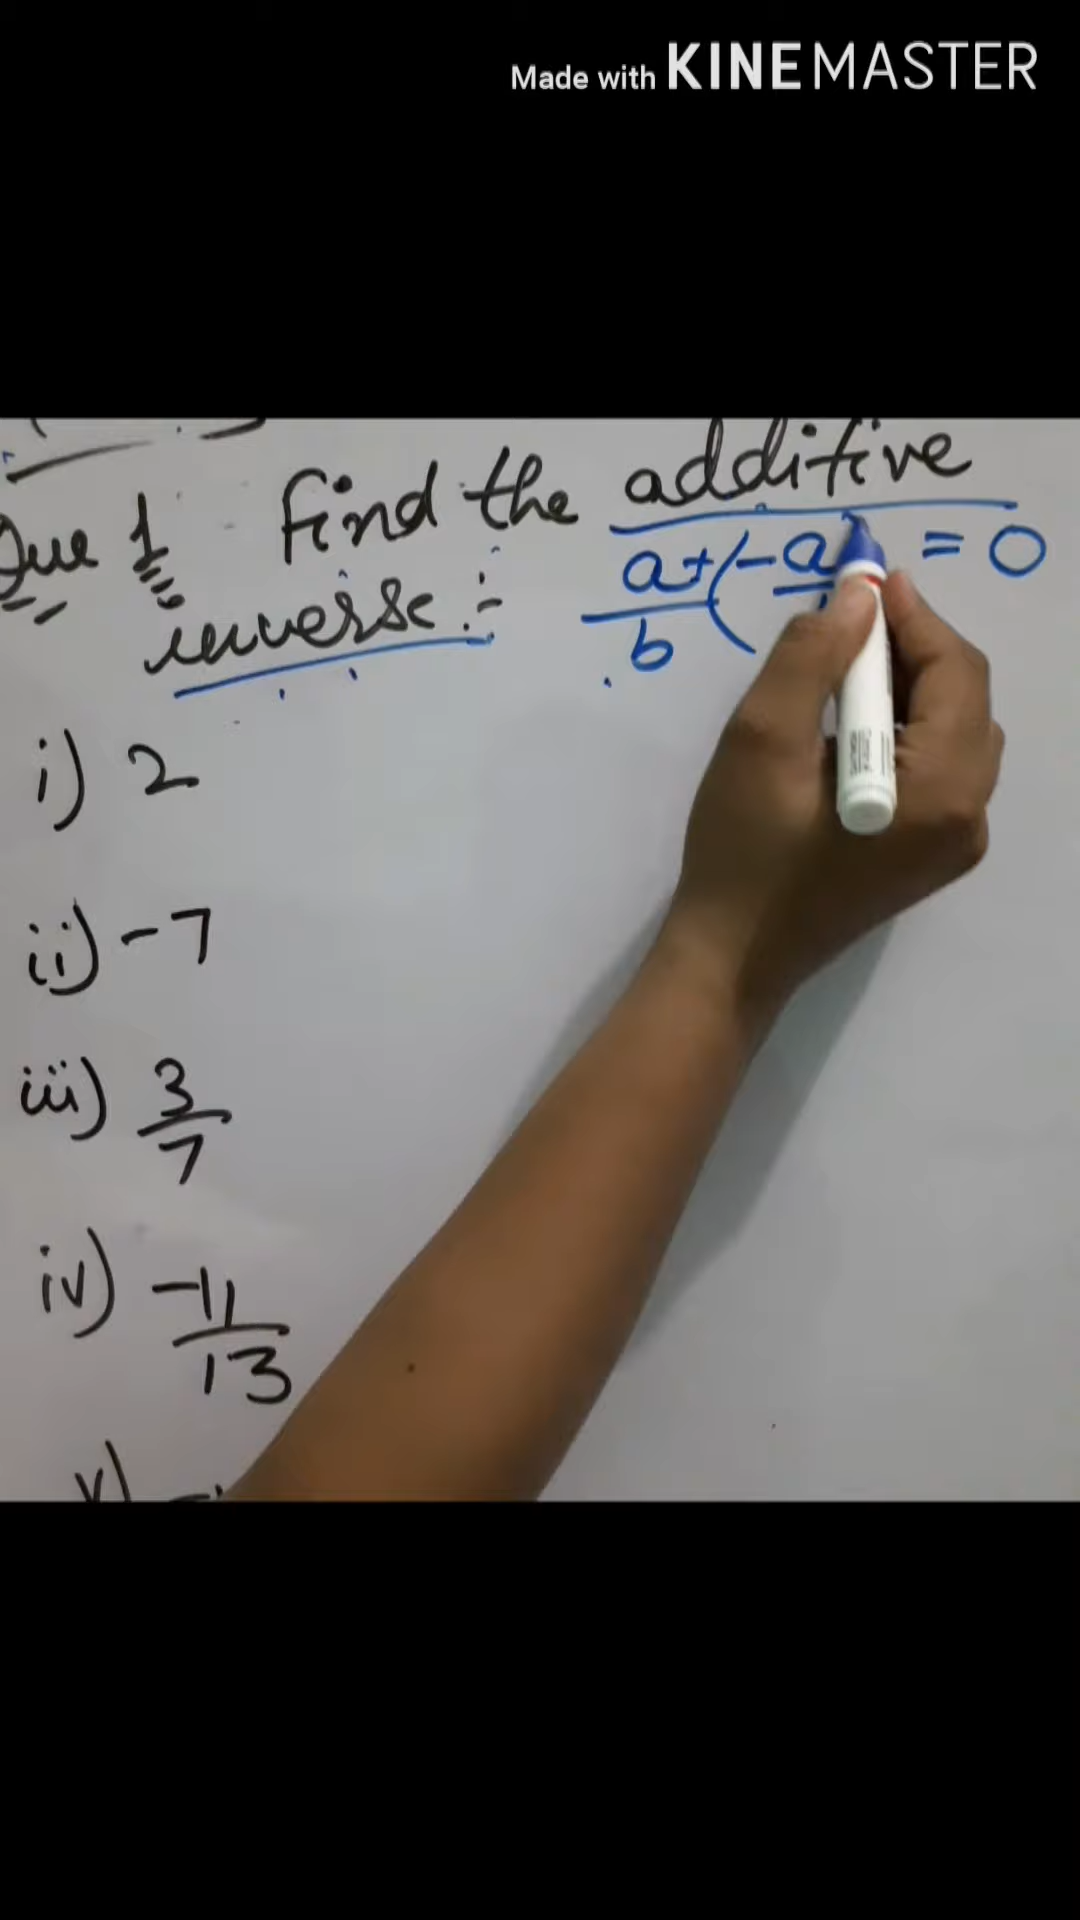 Made with KINEMASTER
Que 1 Find the additive
inverse :-
a/b + (-a = 0
i) 2
ii) -7
iii) 3/7
iv) -11/13
v) -